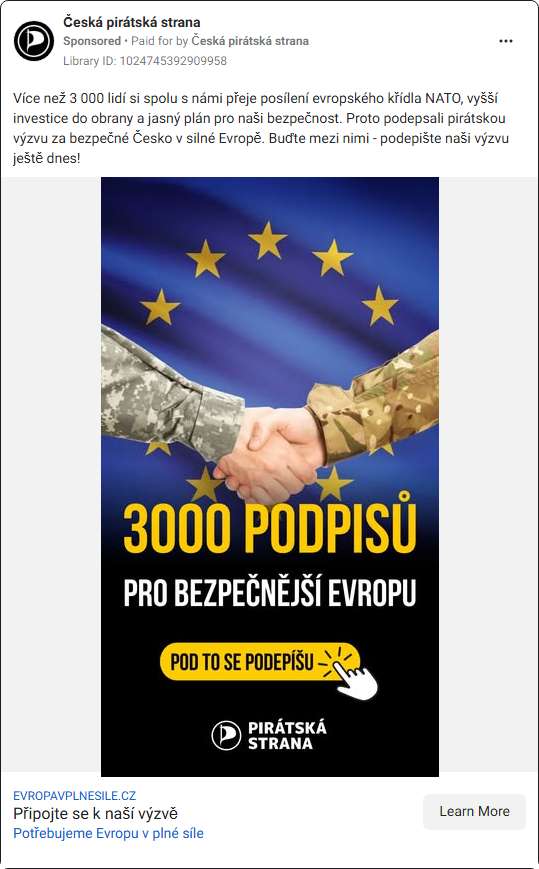 Česká pirátská strana
Sponsored • Paid for by Česká pirátská strana
Library ID: 1024745392909958
Více než 3 000 lidí si spolu s námi přeje posílení evropského křídla NATO, vyšší
investice do obrany a jasný plán pro naši bezpečnost. Proto podepsali pirátskou
výzvu za bezpečné Česko v silné Evropě. Buďte mezi nimi - podepište naši výzvu
ještě dnes!
3000 PODPISŮ
PRO BEZPEČNĚJŠÍ EVROPU
POD TO SE PODEPÍŠU
PIRÁTSKÁ
STRANA
EVROPAVPLNESILE.CZ
Připojte se k naší výzvě
Potřebujeme Evropu v plné síle
Learn More